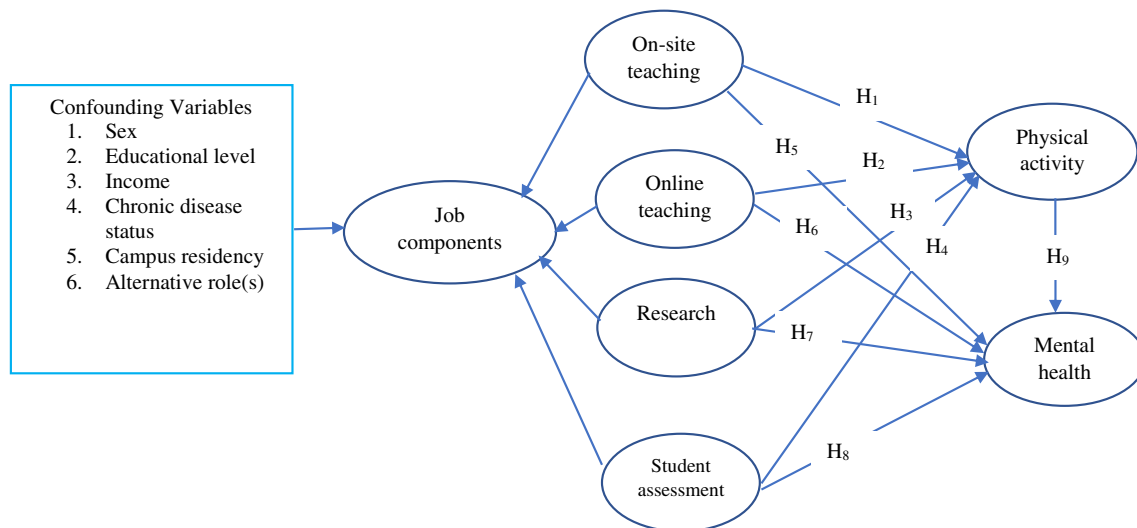 Confounding Variables
1. Sex
2. Educational level
3. Income
4. Chronic disease
status
5. Campus residency
6. Alternative role(s)
Job
components
On-site
teaching
Online
teaching
Research
Student
assessment
H₁
H₅
H₂
H₃
H₆
H₄
H₇
H₈
Physical
activity
H₉
Mental
health